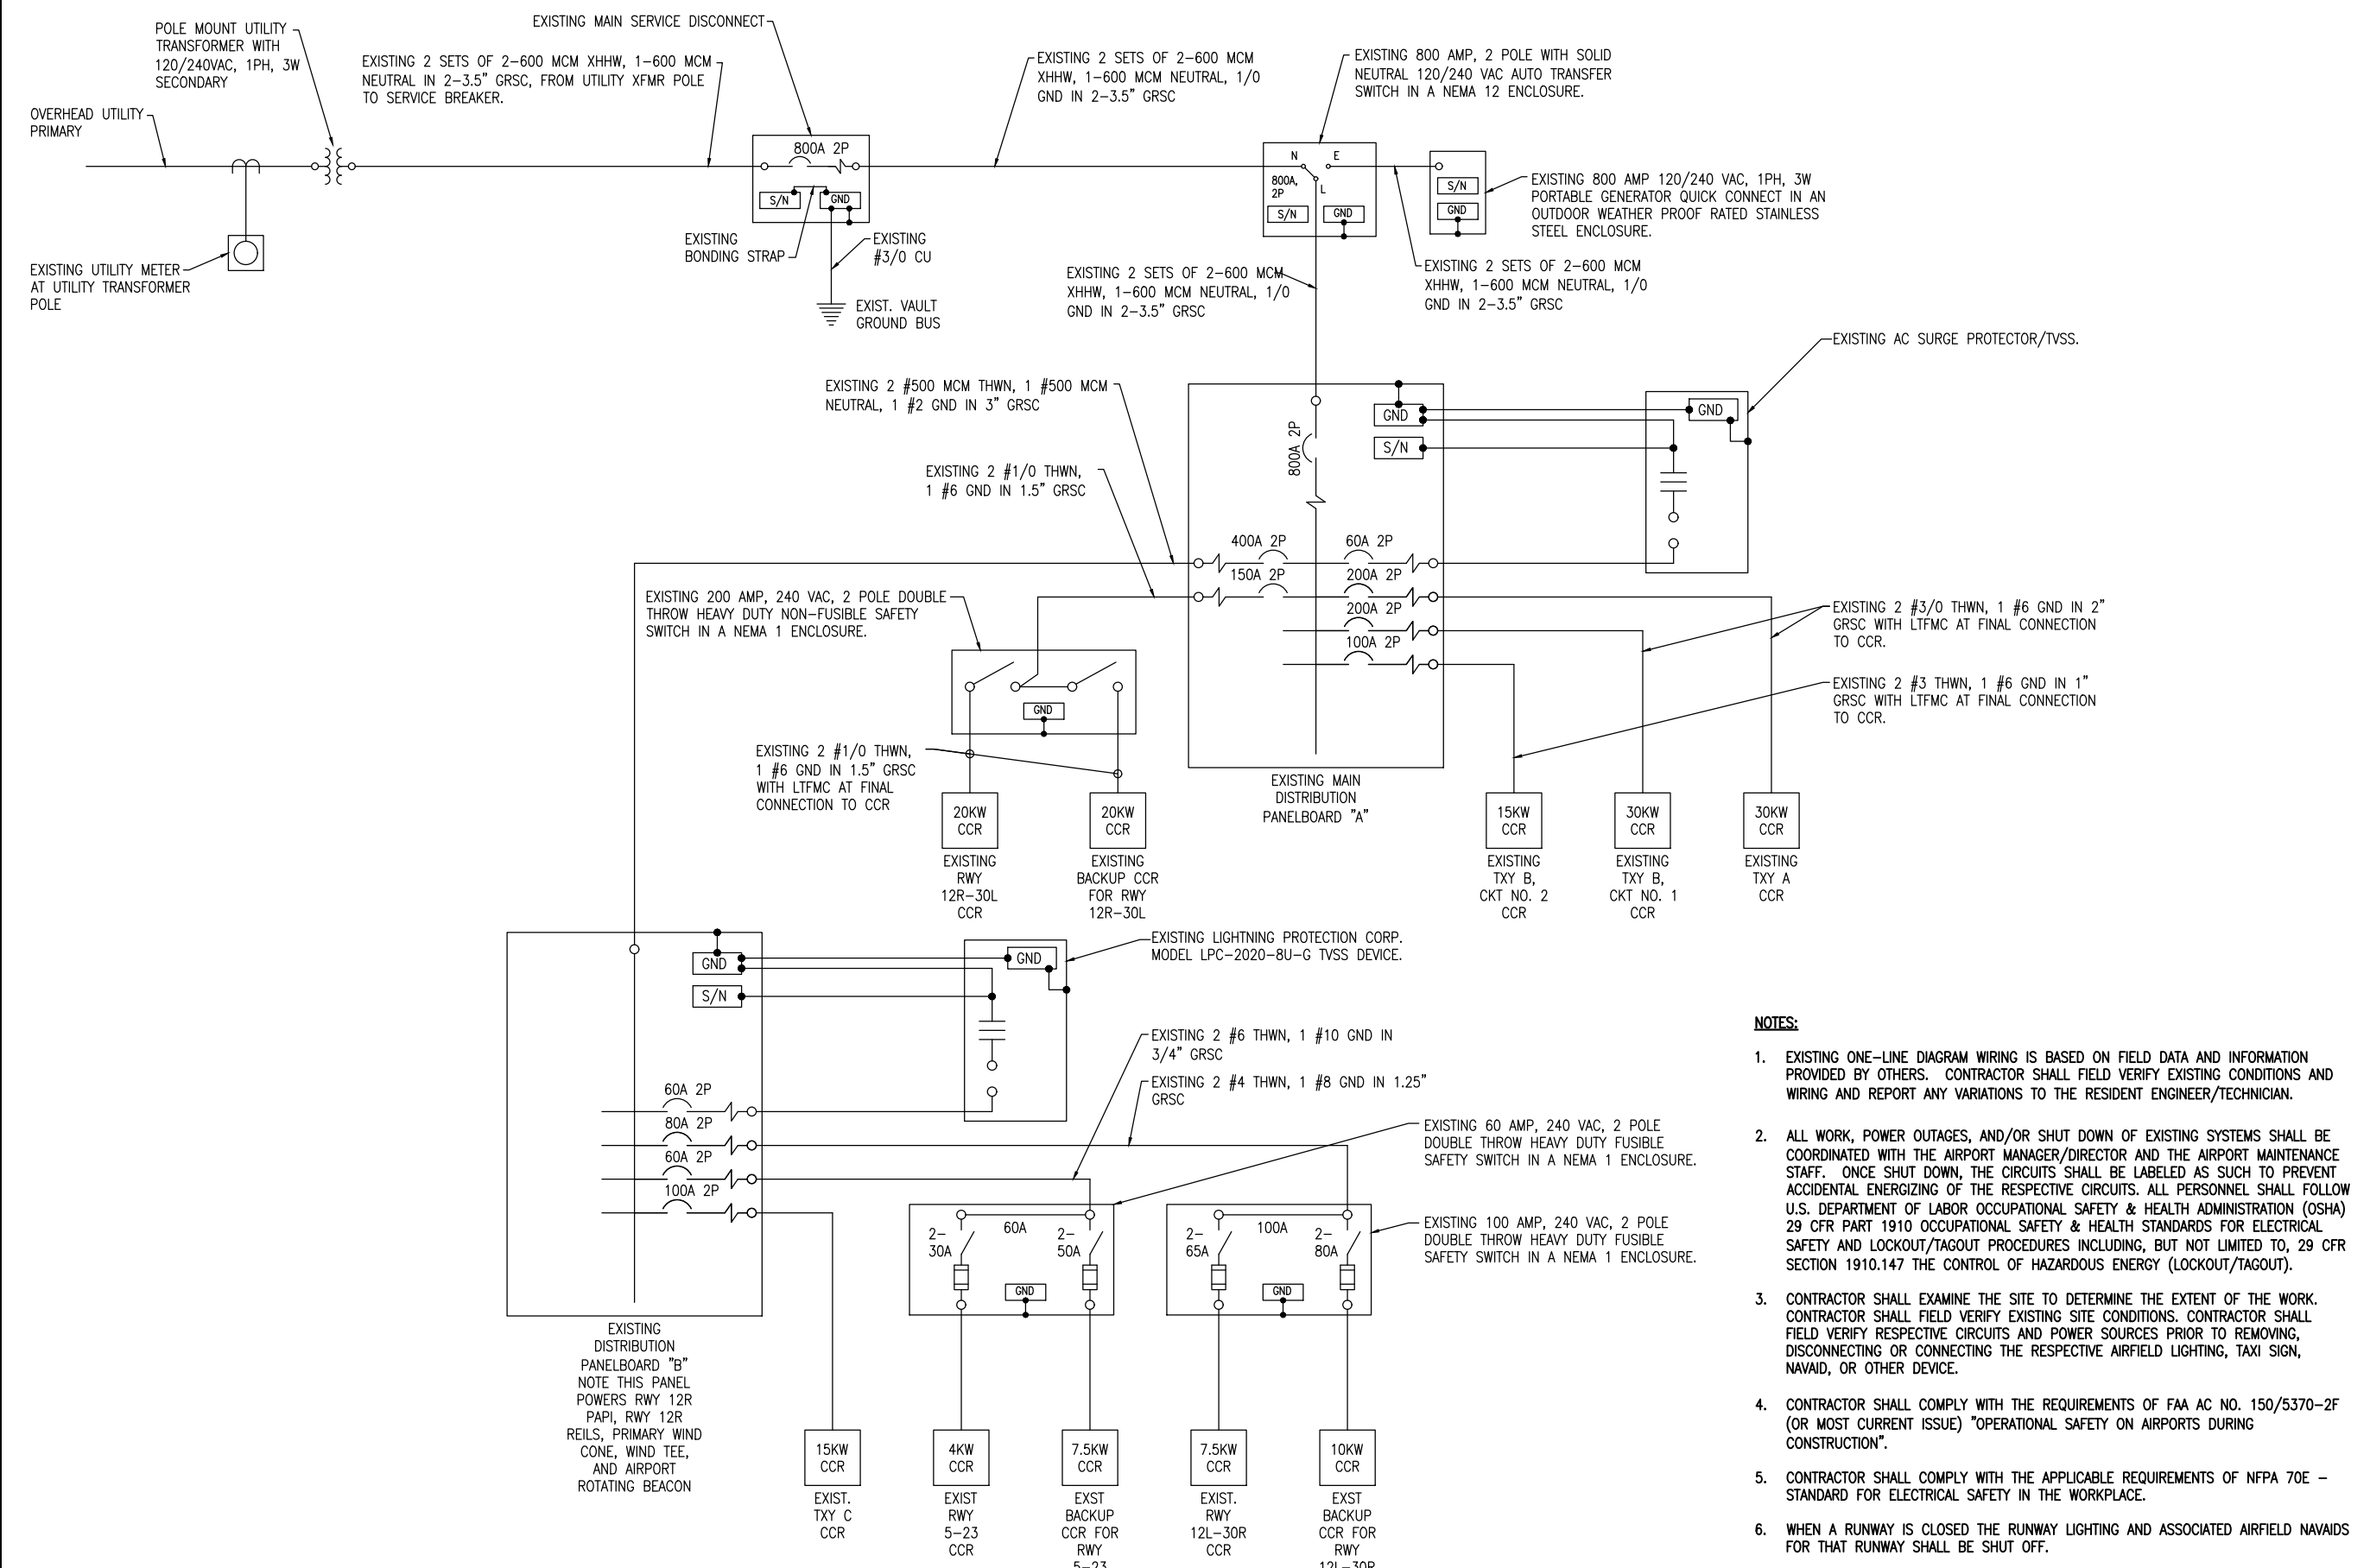 EXISTING MAIN SERVICE DISCONNECT
POLE MOUNT UTILITY
TRANSFORMER WITH
120/240VAC, 1PH, 3W
SECONDARY
EXISTING 2 SETS OF 2-600 MCM XHHW, 1-600 MCM
NEUTRAL IN 2-3.5" GRSC, FROM UTILITY XFMR POLE
TO SERVICE BREAKER.
EXISTING 2 SETS OF 2-600 MCM
XHHW, 1-600 MCM NEUTRAL, 1/0
GND IN 2-3.5" GRSC
EXISTING 800 AMP, 2 POLE WITH SOLID
NEUTRAL 120/240 VAC AUTO TRANSFER
SWITCH IN A NEMA 12 ENCLOSURE.
OVERHEAD UTILITY
PRIMARY
800A 2P
S/N
GND
N
E
800A,
2P
L
S/N
GND
S/N
GND
EXISTING 800 AMP 120/240 VAC, 1PH, 3W
PORTABLE GENERATOR QUICK CONNECT IN AN
OUTDOOR WEATHER PROOF RATED STAINLESS
STEEL ENCLOSURE.
EXISTING
BONDING STRAP
EXISTING
#3/0 CU
EXISTING UTILITY METER
AT UTILITY TRANSFORMER
POLE
EXIST. VAULT
GROUND BUS
EXISTING 2 SETS OF 2-600 MCM
XHHW, 1-600 MCM NEUTRAL, 1/0
GND IN 2-3.5" GRSC
EXISTING 2 SETS OF 2-600 MCM
XHHW, 1-600 MCM NEUTRAL, 1/0
GND IN 2-3.5" GRSC
EXISTING AC SURGE PROTECTOR/TVSS.
EXISTING 2 #500 MCM THWN, 1 #500 MCM
NEUTRAL, 1 #2 GND IN 3" GRSC
GND
S/N
GND
800A 2P
EXISTING 2 #1/0 THWN,
1 #6 GND IN 1.5" GRSC
400A 2P
60A 2P
150A 2P
200A 2P
200A 2P
100A 2P
EXISTING 200 AMP, 240 VAC, 2 POLE DOUBLE
THROW HEAVY DUTY NON-FUSIBLE SAFETY
SWITCH IN A NEMA 1 ENCLOSURE.
GND
EXISTING 2 #3/0 THWN, 1 #6 GND IN 2"
GRSC WITH LTFMC AT FINAL CONNECTION
TO CCR.
EXISTING 2 #3 THWN, 1 #6 GND IN 1"
GRSC WITH LTFMC AT FINAL CONNECTION
TO CCR.
EXISTING 2 #1/0 THWN,
1 #6 GND IN 1.5" GRSC
WITH LTFMC AT FINAL
CONNECTION TO CCR
EXISTING MAIN
DISTRIBUTION
PANELBOARD "A"
20KW
CCR
EXISTING
RWY
12R-30L
CCR
20KW
CCR
EXISTING
BACKUP CCR
FOR RWY
12R-30L
15KW
CCR
EXISTING
TXY B,
CKT NO. 2
CCR
30KW
CCR
EXISTING
TXY B,
CKT NO. 1
CCR
30KW
CCR
EXISTING
TXY A
CCR
GND
S/N
GND
EXISTING LIGHTNING PROTECTION CORP.
MODEL LPC-2020-8U-G TVSS DEVICE.
EXISTING 2 #6 THWN, 1 #10 GND IN
3/4" GRSC
EXISTING 2 #4 THWN, 1 #8 GND IN 1.25"
GRSC
60A 2P
80A 2P
60A 2P
100A 2P
EXISTING 60 AMP, 240 VAC, 2 POLE
DOUBLE THROW HEAVY DUTY FUSIBLE
SAFETY SWITCH IN A NEMA 1 ENCLOSURE.
EXISTING 100 AMP, 240 VAC, 2 POLE
DOUBLE THROW HEAVY DUTY FUSIBLE
SAFETY SWITCH IN A NEMA 1 ENCLOSURE.
2-
30A
60A
2-
50A
GND
2-
65A
100A
2-
80A
GND
EXISTING
DISTRIBUTION
PANELBOARD "B"
NOTE THIS PANEL
POWERS RWY 12R
PAPI, RWY 12R
REILS, PRIMARY WIND
CONE, WIND TEE,
AND AIRPORT
ROTATING BEACON
15KW
CCR
EXIST.
TXY C
CCR
4KW
CCR
EXIST
RWY
5-23
CCR
7.5KW
CCR
EXST
BACKUP
CCR FOR
RWY
5-23
7.5KW
CCR
EXIST.
RWY
12L-30R
CCR
10KW
CCR
EXST
BACKUP
CCR FOR
RWY
12L-30R
NOTES:
1. EXISTING ONE-LINE DIAGRAM WIRING IS BASED ON FIELD DATA AND INFORMATION
PROVIDED BY OTHERS. CONTRACTOR SHALL FIELD VERIFY EXISTING CONDITIONS AND
WIRING AND REPORT ANY VARIATIONS TO THE RESIDENT ENGINEER/TECHNICIAN.
2. ALL WORK, POWER OUTAGES, AND/OR SHUT DOWN OF EXISTING SYSTEMS SHALL BE
COORDINATED WITH THE AIRPORT MANAGER/DIRECTOR AND THE AIRPORT MAINTENANCE
STAFF. ONCE SHUT DOWN, THE CIRCUITS SHALL BE LABELED AS SUCH TO PREVENT
ACCIDENTAL ENERGIZING OF THE RESPECTIVE CIRCUITS. ALL PERSONNEL SHALL FOLLOW
U.S. DEPARTMENT OF LABOR OCCUPATIONAL SAFETY & HEALTH ADMINISTRATION (OSHA)
29 CFR PART 1910 OCCUPATIONAL SAFETY & HEALTH STANDARDS FOR ELECTRICAL
SAFETY AND LOCKOUT/TAGOUT PROCEDURES INCLUDING, BUT NOT LIMITED TO, 29 CFR
SECTION 1910.147 THE CONTROL OF HAZARDOUS ENERGY (LOCKOUT/TAGOUT).
3. CONTRACTOR SHALL EXAMINE THE SITE TO DETERMINE THE EXTENT OF THE WORK.
CONTRACTOR SHALL FIELD VERIFY EXISTING SITE CONDITIONS. CONTRACTOR SHALL
FIELD VERIFY RESPECTIVE CIRCUITS AND POWER SOURCES PRIOR TO REMOVING,
DISCONNECTING OR CONNECTING THE RESPECTIVE AIRFIELD LIGHTING, TAXI SIGN,
NAVAID, OR OTHER DEVICE.
4. CONTRACTOR SHALL COMPLY WITH THE REQUIREMENTS OF FAA AC NO. 150/5370-2F
(OR MOST CURRENT ISSUE) "OPERATIONAL SAFETY ON AIRPORTS DURING
CONSTRUCTION".
5. CONTRACTOR SHALL COMPLY WITH THE APPLICABLE REQUIREMENTS OF NFPA 70E -
STANDARD FOR ELECTRICAL SAFETY IN THE WORKPLACE.
6. WHEN A RUNWAY IS CLOSED THE RUNWAY LIGHTING AND ASSOCIATED AIRFIELD NAVAIDS
FOR THAT RUNWAY SHALL BE SHUT OFF.